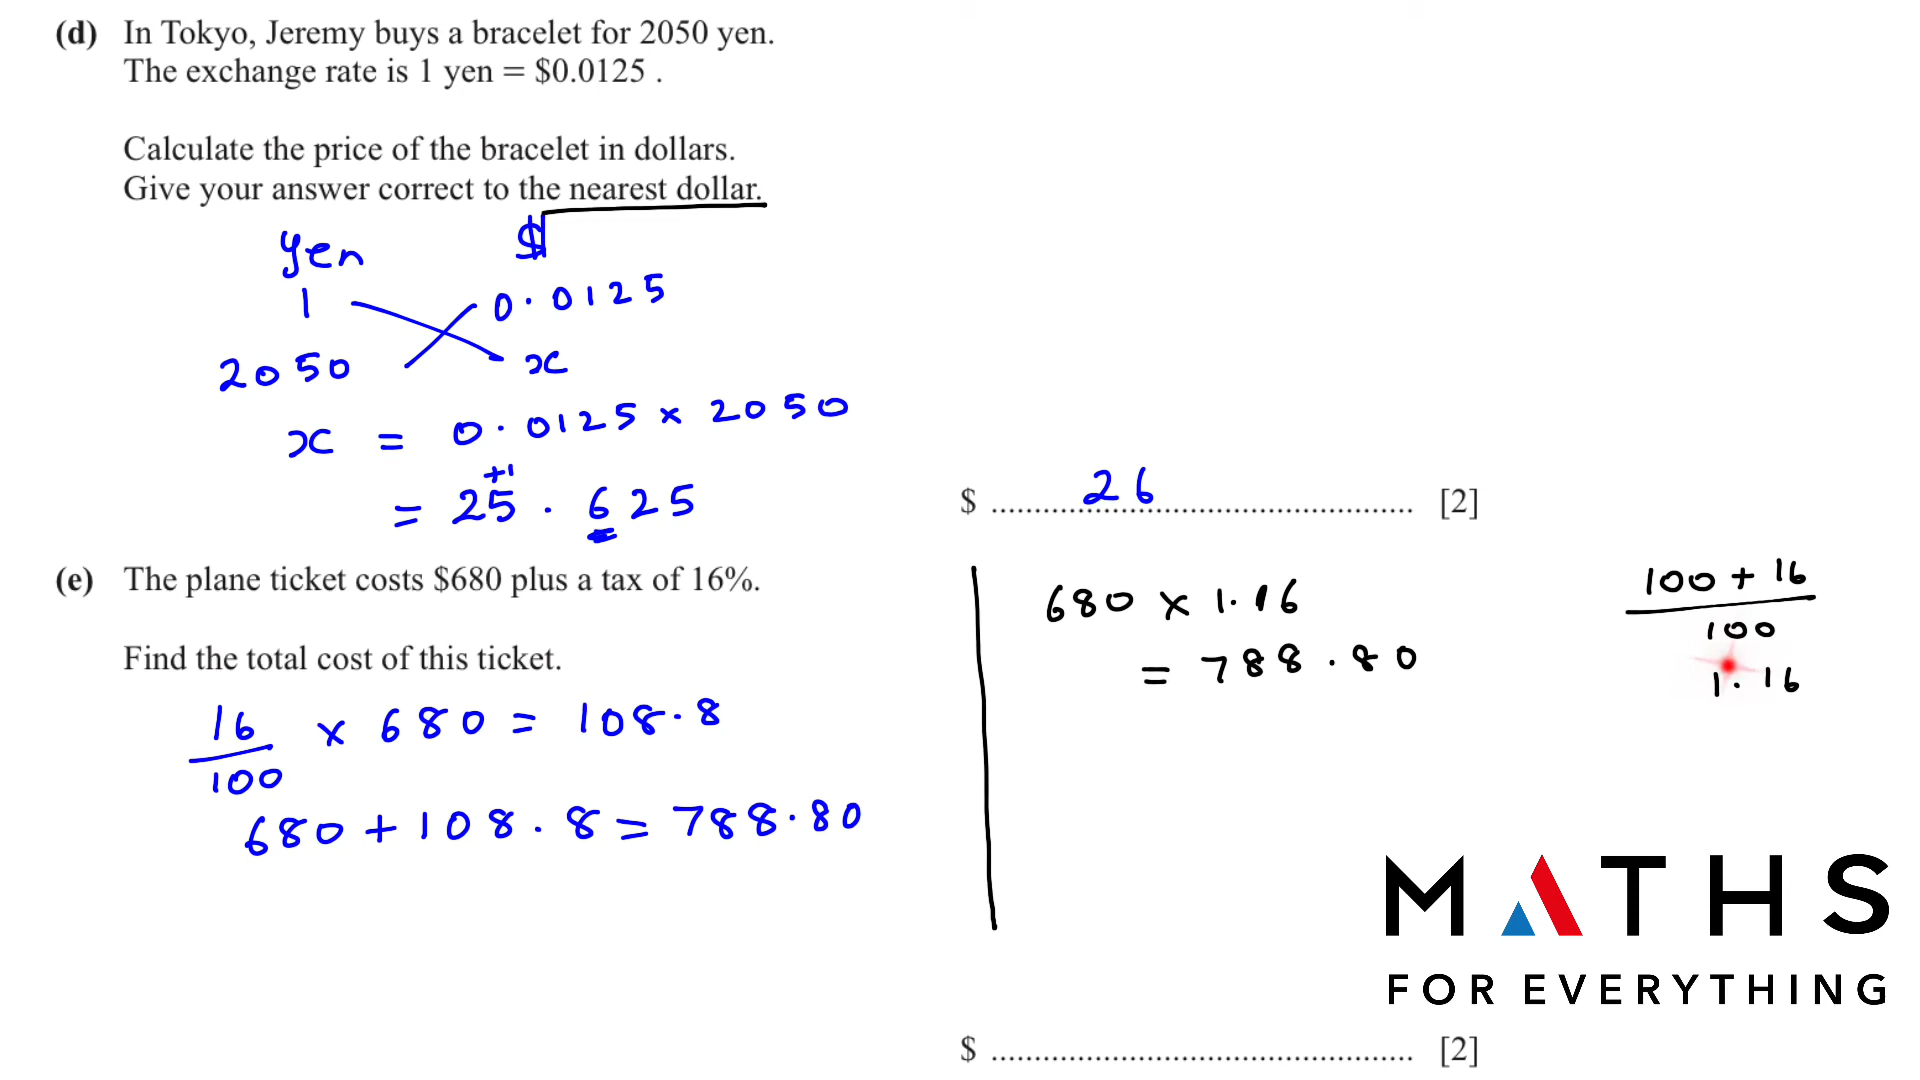 (d) In Tokyo, Jeremy buys a bracelet for 2050 yen.
The exchange rate is 1 yen = $0.0125 .
Calculate the price of the bracelet in dollars.
Give your answer correct to the nearest dollar.
yen $
1 0.0125
2050 x
x = 0.0125 × 2050
+1
= 25.625
$ 26 [2]
(e) The plane ticket costs $680 plus a tax of 16%.
Find the total cost of this ticket.
16/100 × 680 = 108.8
680 + 108.8 = 788.80
680 × 1.16
= 788.80
100 + 16
100
1.16
MATHS
FOR EVERYTHING
$ ................................................ [2]